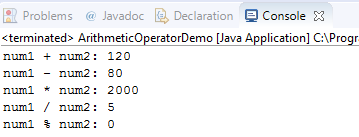 Problems @ Javadoc Declaration Console
<terminated> ArithmeticOperatorDemo [Java Application] C:\Progr
num1 + num2: 120
num1 - num2: 80
num1 * num2: 2000
num1 / num2: 5
num1 % num2: 0